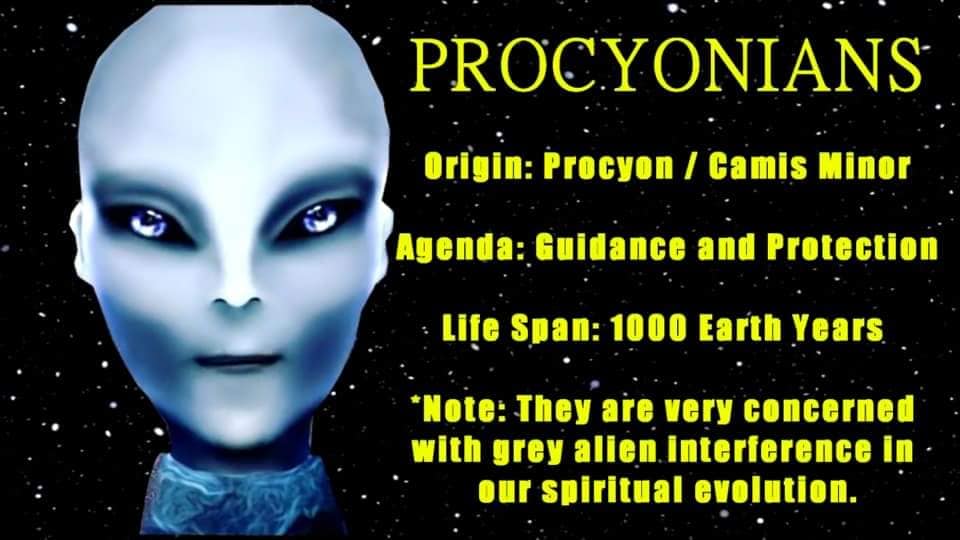 PROCYONIANS
Origin: Procyon / Camis Minor
Agenda: Guidance and Protection
Life Span: 1000 Earth Years
*Note: They are very concerned
with grey alien interference in
our spiritual evolution.